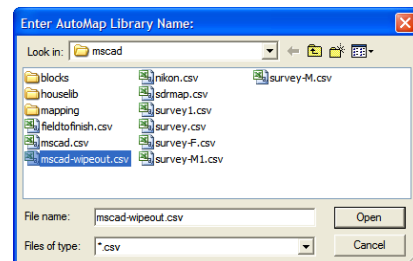 Enter AutoMap Library Name:
Look in: mscad
blocks
houselib
mapping
fieldtofinish.csv
mscad.csv
mscad-wipeout.csv
nikon.csv
sdrmap.csv
survey1.csv
survey.csv
survey-F.csv
survey-M1.csv
survey-M.csv
File name: mscad-wipeout.csv Open
Files of type: *.csv Cancel